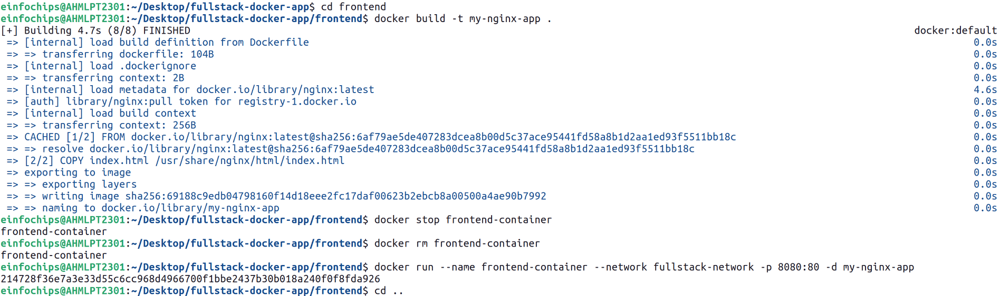 einfochips@AHMLPT2301:~/Desktop/fullstack-docker-app$ cd frontend
einfochips@AHMLPT2301:~/Desktop/fullstack-docker-app/frontend$ docker build -t my-nginx-app .
[+] Building 4.7s (8/8) FINISHED docker:default
=> [internal] load build definition from Dockerfile 0.0s
=> => transferring dockerfile: 104B 0.0s
=> [internal] load .dockerignore 0.0s
=> => transferring context: 2B 0.0s
=> [internal] load metadata for docker.io/library/nginx:latest 4.6s
=> [auth] library/nginx:pull token for registry-1.docker.io 0.0s
=> [internal] load build context 0.0s
=> => transferring context: 256B 0.0s
=> CACHED [1/2] FROM docker.io/library/nginx:latest@sha256:6af79ae5de407283dcea8b00d5c37ace95441fd58a8b1d2aa1ed93f5511bb18c 0.0s
=> => resolve docker.io/library/nginx:latest@sha256:6af79ae5de407283dcea8b00d5c37ace95441fd58a8b1d2aa1ed93f5511bb18c 0.0s
=> [2/2] COPY index.html /usr/share/nginx/html/index.html 0.0s
=> exporting to image 0.0s
=> => exporting layers 0.0s
=> => writing image sha256:69188c9edb04798160f14d18eee2fc17daf00623b2ebcb8a00500a4ae90b7992 0.0s
=> => naming to docker.io/library/my-nginx-app 0.0s
einfochips@AHMLPT2301:~/Desktop/fullstack-docker-app/frontend$ docker stop frontend-container
frontend-container
einfochips@AHMLPT2301:~/Desktop/fullstack-docker-app/frontend$ docker rm frontend-container
frontend-container
einfochips@AHMLPT2301:~/Desktop/fullstack-docker-app/frontend$ docker run --name frontend-container --network fullstack-network -p 8080:80 -d my-nginx-app
214728f36e7a3e33d55c6cc968d4966700f1bbe2437b30b018a240f0f8fda926
einfochips@AHMLPT2301:~/Desktop/fullstack-docker-app/frontend$ cd ..